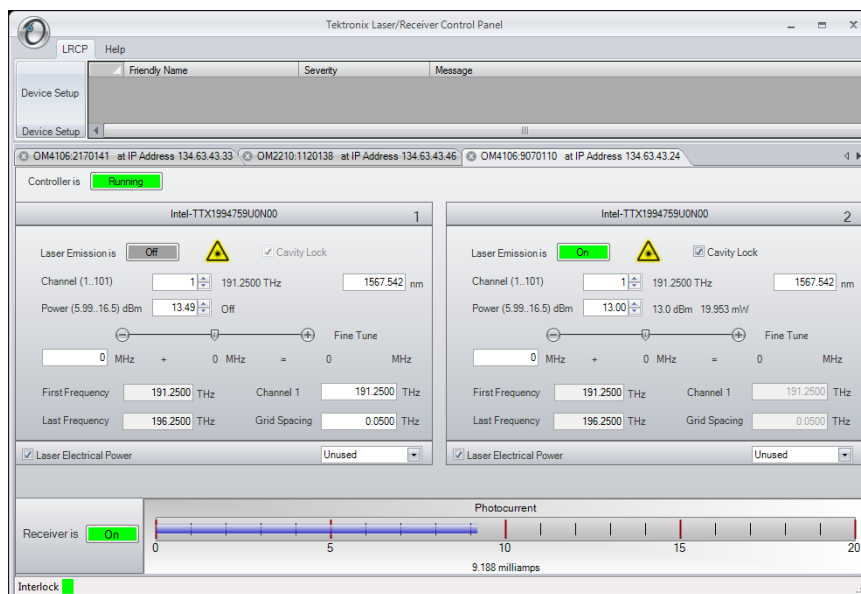 Tektronix Laser/Receiver Control Panel
LRCP Help
Friendly Name Severity Message
Device Setup
Device Setup
OM4106:2170141 at IP Address 134.63.43.33 OM2210:1120138 at IP Address 134.63.43.46 OM4106:9070110 at IP Address 134.63.43.24
Controller is Running
Intel-TTX1994759U0N00 1
Laser Emission is Off Cavity Lock
Channel (1..101) 1 191.2500 THz 1567.542 nm
Power (5.99..16.5) dBm 13.49 Off
Fine Tune
0 MHz + 0 MHz = 0 MHz
First Frequency 191.2500 THz Channel 1 191.2500 THz
Last Frequency 196.2500 THz Grid Spacing 0.0500 THz
Laser Electrical Power Unused
Intel-TTX1994759U0N00 2
Laser Emission is On Cavity Lock
Channel (1..101) 1 191.2500 THz 1567.542 nm
Power (5.99..16.5) dBm 13.00 13.0 dBm 19.953 mW
Fine Tune
0 MHz + 0 MHz = 0 MHz
First Frequency 191.2500 THz Channel 1 191.2500 THz
Last Frequency 196.2500 THz Grid Spacing 0.0500 THz
Laser Electrical Power Unused
Photocurrent
Receiver is On
0 5 10 15 20
9.188 milliamps
Interlock